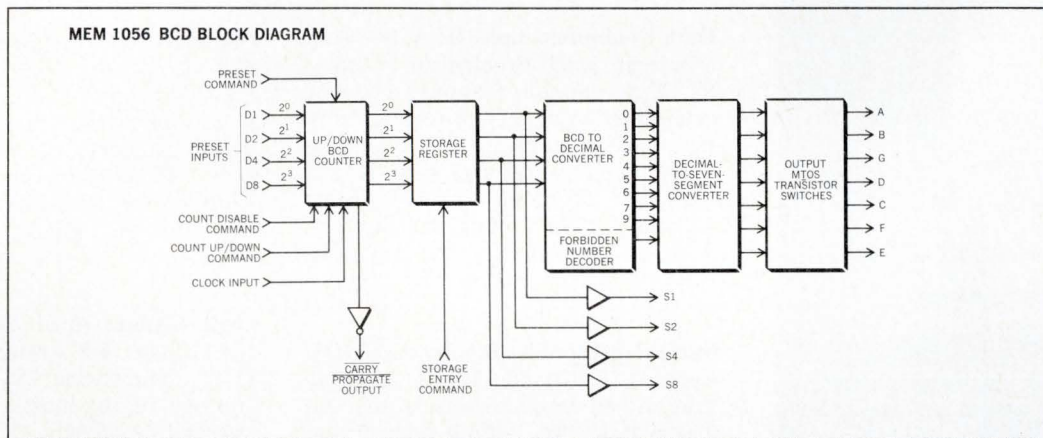 MEM 1056 BCD BLOCK DIAGRAM
PRESET
COMMAND
PRESET
INPUTS
D1
D2
D4
D8
2⁰
2¹
2²
2³
UP/DOWN
BCD
COUNTER
2⁰
2¹
2²
2³
STORAGE
REGISTER
BCD TO
DECIMAL
CONVERTER
0
1
2
3
4
5
6
7
9
FORBIDDEN
NUMBER
DECODER
DECIMAL-
TO-SEVEN-
SEGMENT
CONVERTER
OUTPUT
MTOS
TRANSISTOR
SWITCHES
A
B
G
D
C
F
E
COUNT DISABLE
COMMAND
COUNT UP/DOWN
COMMAND
CLOCK INPUT
CARRY
PROPAGATE
OUTPUT
STORAGE
ENTRY
COMMAND
S1
S2
S4
S8